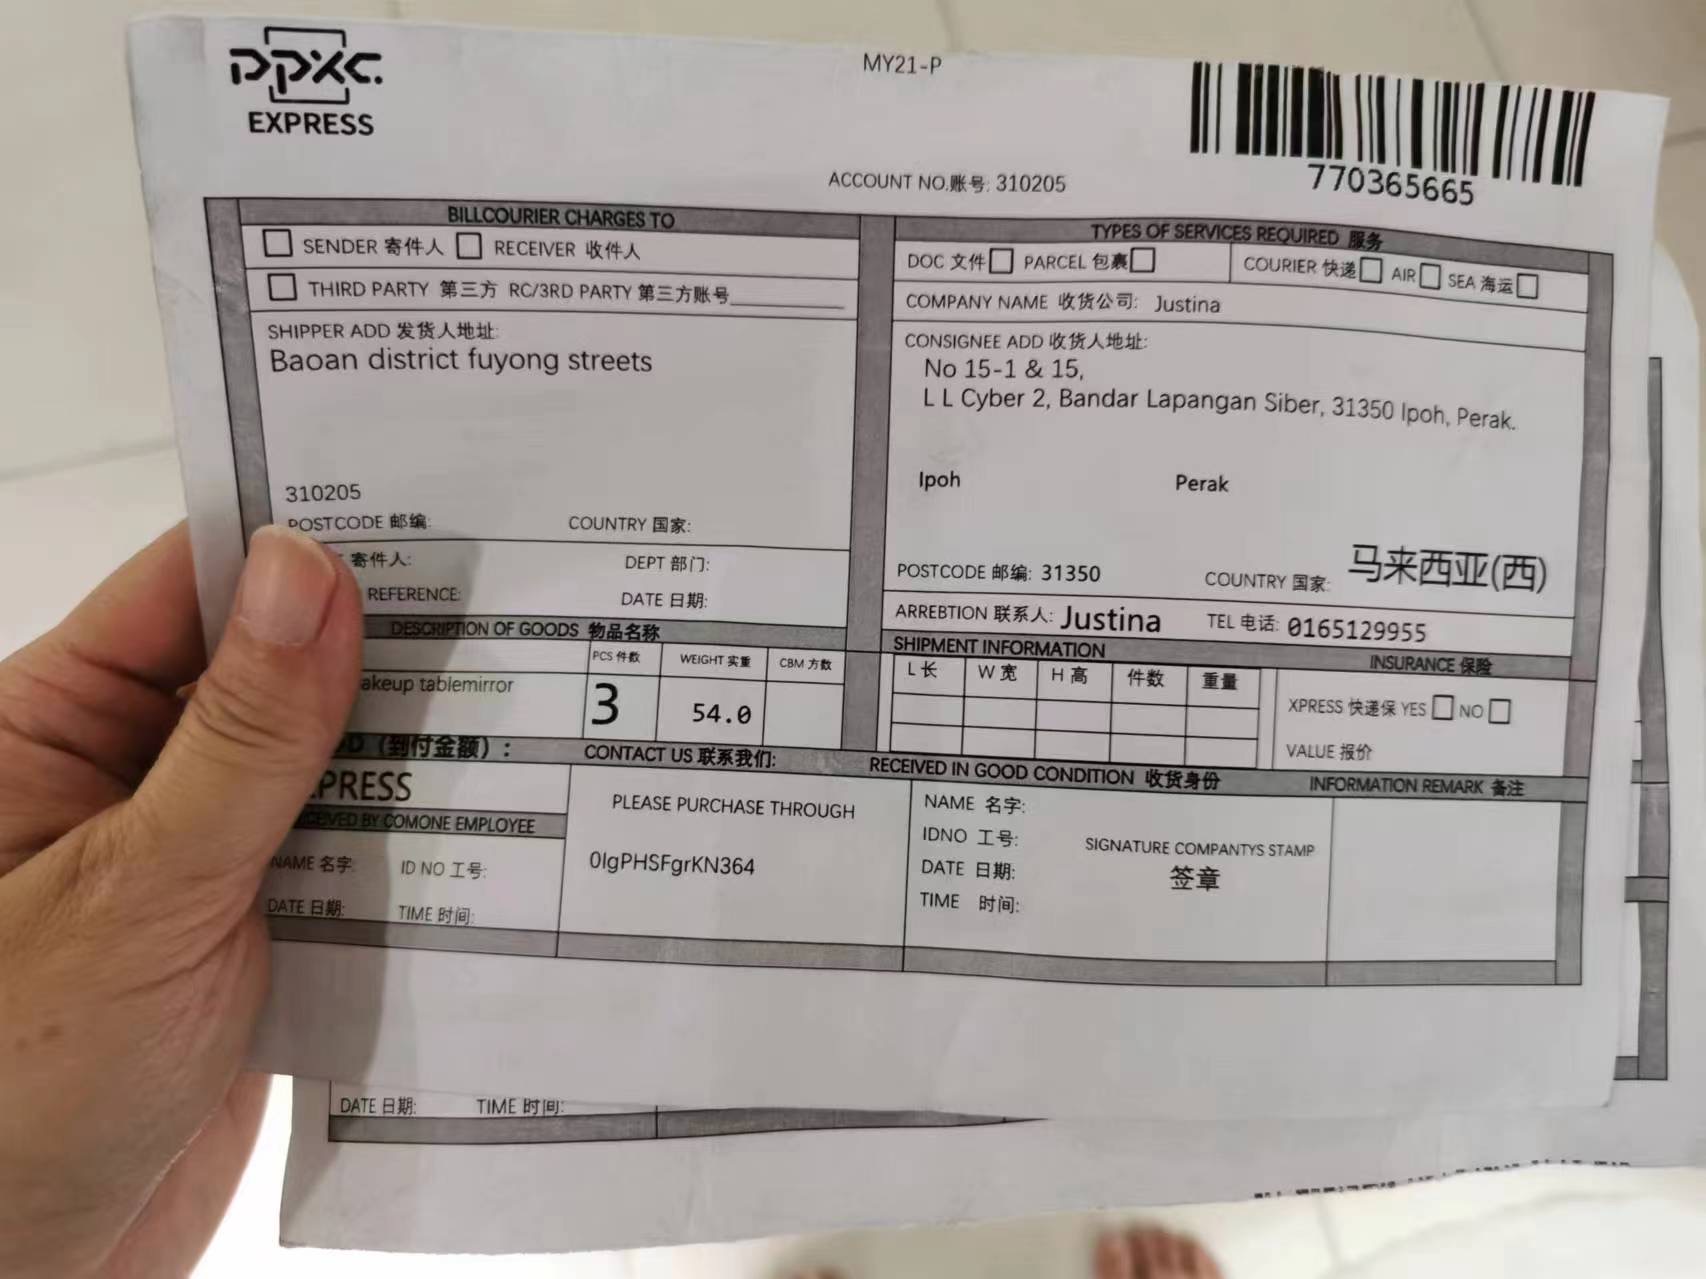 ppxc.
EXPRESS
MY21-P
770365665
ACCOUNT NO.账号: 310205
BILLCOURIER CHARGES TO
SENDER 寄件人 RECEIVER 收件人
THIRD PARTY 第三方 RC/3RD PARTY 第三方账号
SHIPPER ADD 发货人地址:
Baoan district fuyong streets
310205
POSTCODE 邮编: COUNTRY 国家:
寄件人: DEPT 部门:
REFERENCE: DATE 日期:
TYPES OF SERVICES REQUIRED 服务
DOC 文件 PARCEL 包裹 COURIER 快递 AIR SEA 海运
COMPANY NAME 收货公司: Justina
CONSIGNEE ADD 收货人地址:
No 15-1 & 15,
L L Cyber 2, Bandar Lapangan Siber, 31350 Ipoh, Perak.
Ipoh Perak
POSTCODE 邮编: 31350 COUNTRY 国家: 马来西亚(西)
ARREBTION 联系人: Justina TEL 电话: 0165129955
DESCRIPTION OF GOODS 物品名称
PCS 件数 WEIGHT 实重 CBM 方数
akeup tablemirror 3 54.0
SHIPMENT INFORMATION INSURANCE 保险
L 长 W 宽 H 高 件数 重量
XPRESS 快递保 YES NO
VALUE 报价
OD (到付金额):
PRESS
CEIVED BY COMONE EMPLOYEE
NAME 名字: ID NO 工号:
DATE 日期: TIME 时间:
CONTACT US 联系我们:
PLEASE PURCHASE THROUGH
0IgPHSFgrKN364
RECEIVED IN GOOD CONDITION 收货身份
NAME 名字:
IDNO 工号:
DATE 日期:
TIME 时间:
SIGNATURE COMPANTYS STAMP
签章
INFORMATION REMARK 备注
DATE 日期: TIME 时间: